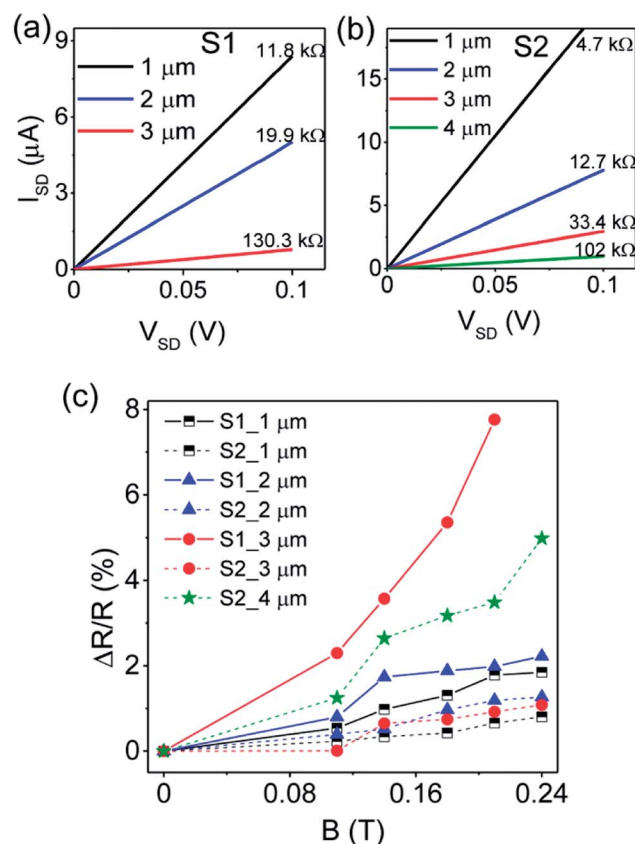 (a)
S1
9
6
3
0
I_SD (μA)
1 μm
2 μm
3 μm
11.8 kΩ
19.9 kΩ
130.3 kΩ
0
0.05
0.1
V_SD (V)
(b)
S2
15
10
5
0
1 μm
2 μm
3 μm
4 μm
4.7 kΩ
12.7 kΩ
33.4 kΩ
102 kΩ
0
0.05
0.1
V_SD (V)
(c)
8
6
4
2
0
ΔR/R (%)
S1_1 μm
S2_1 μm
S1_2 μm
S2_2 μm
S1_3 μm
S2_3 μm
S2_4 μm
0
0.08
0.16
0.24
B (T)